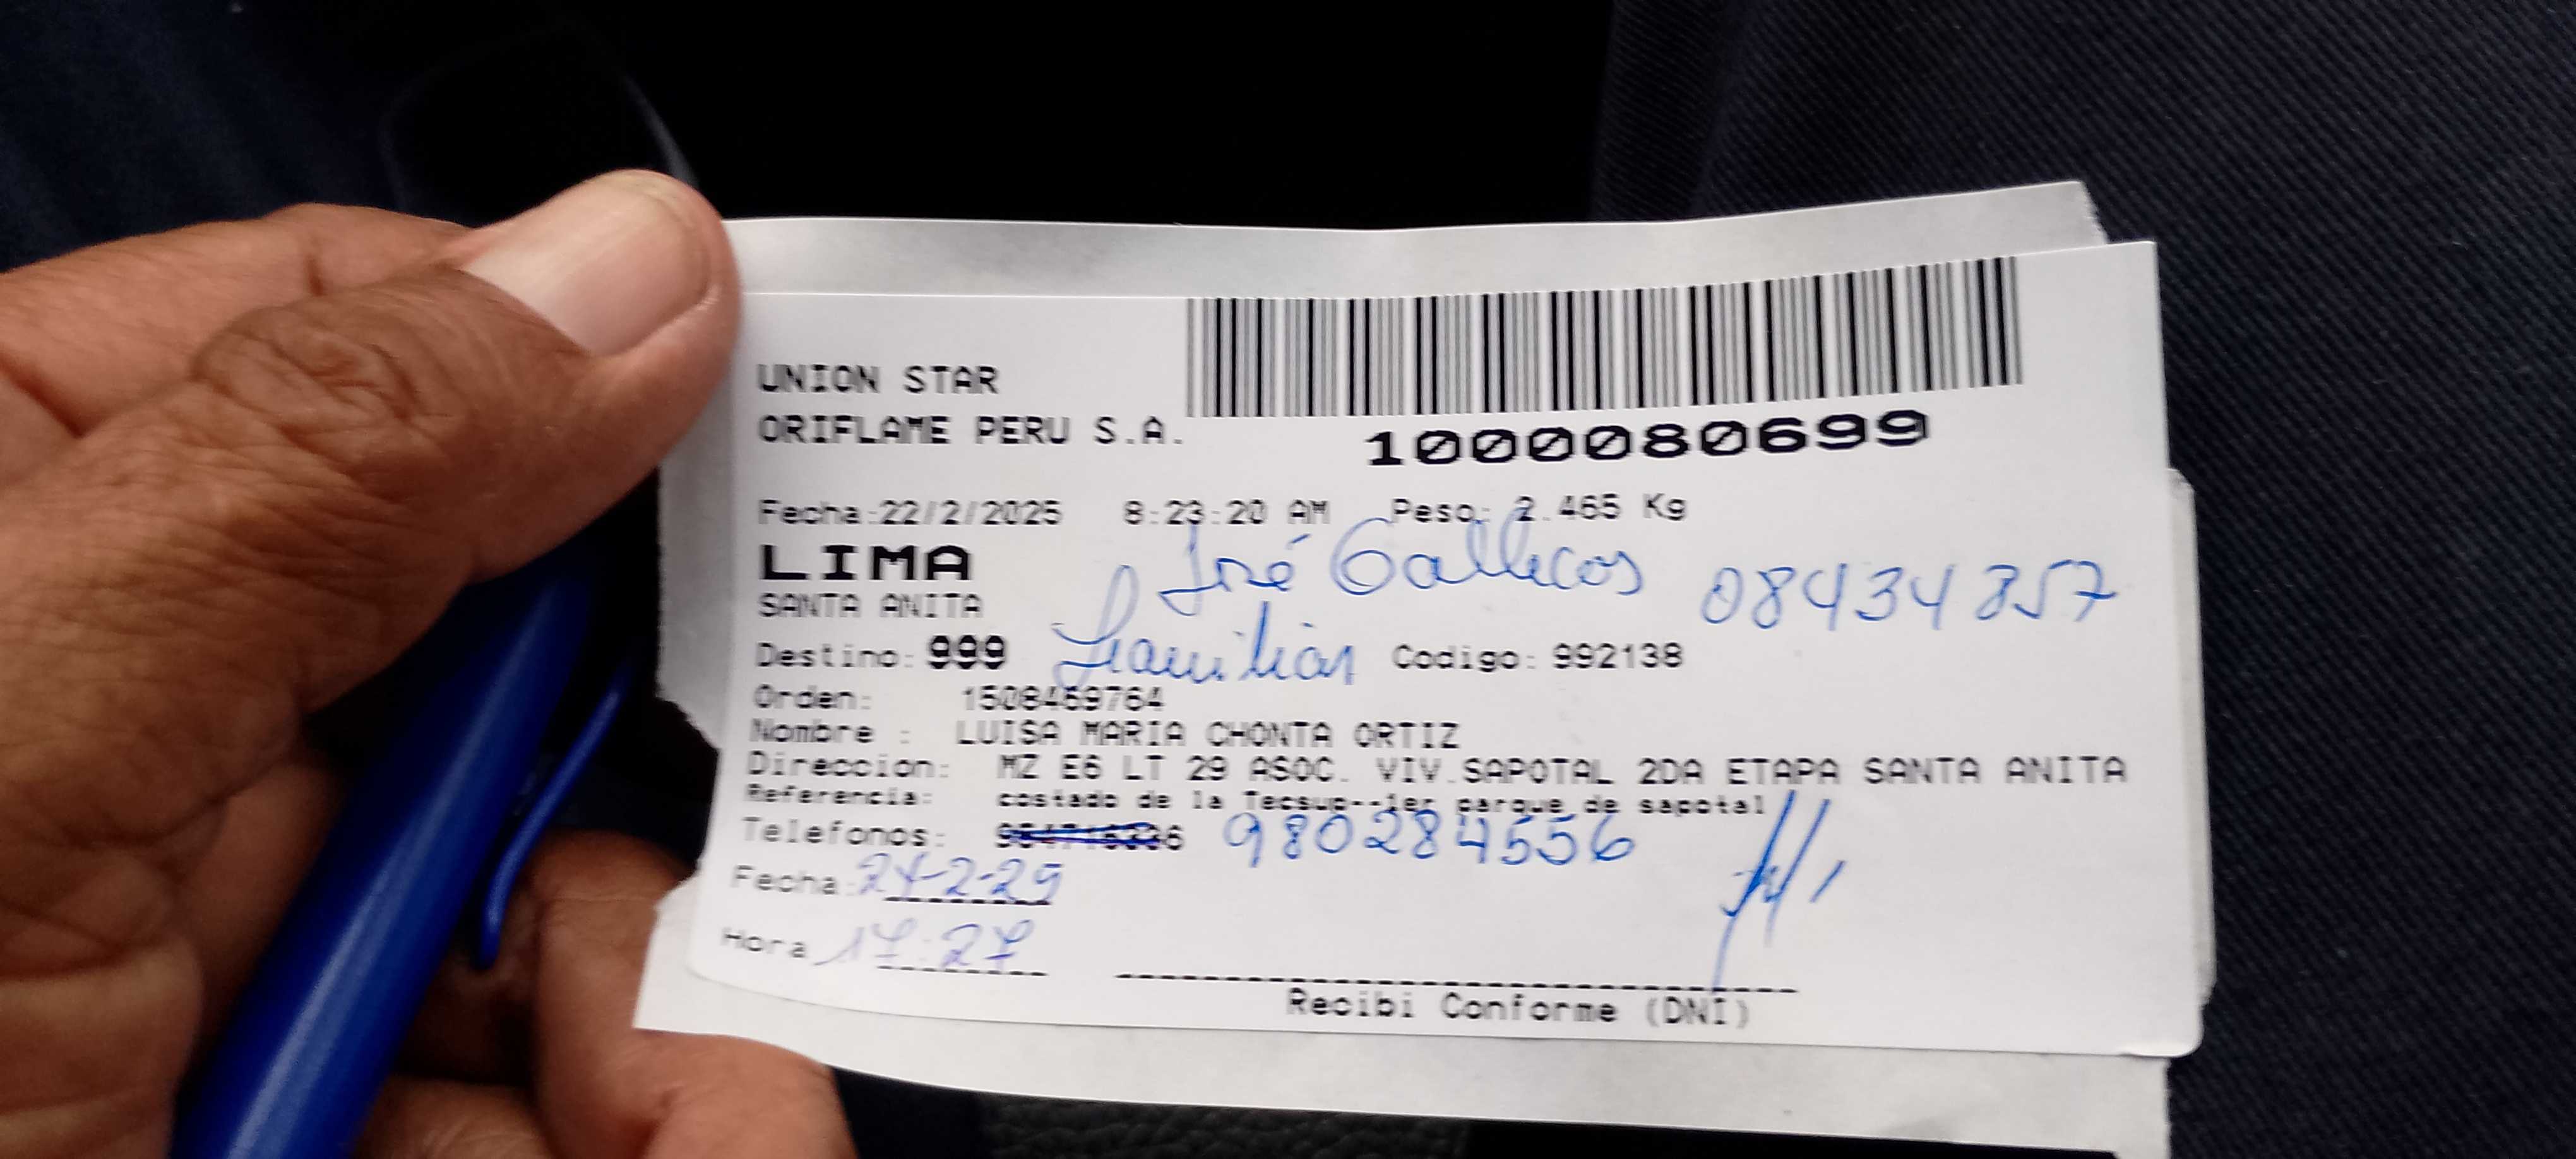 UNION STAR
ORIFLAME PERU S.A.
1000080699
Fecha:22/2/2025 8:23:20 AM Peso: 2.465 Kg
LIMA
José Gallecos 08434357
SANTA ANITA
Destino: 999 Familiar Codigo: 992138
Orden: 1508469764
Nombre : LUISA MARIA CHONTA ORTIZ
Direccion: MZ E6 LT 29 ASOC. VIV.SAPOTAL 2DA ETAPA SANTA ANITA
Referencia: costado de la Tecsup--1er parque de sapotal
Telefonos: 980284556
Fecha: 24-2-25
Hora 17:27
Recibi Conforme (DNI)